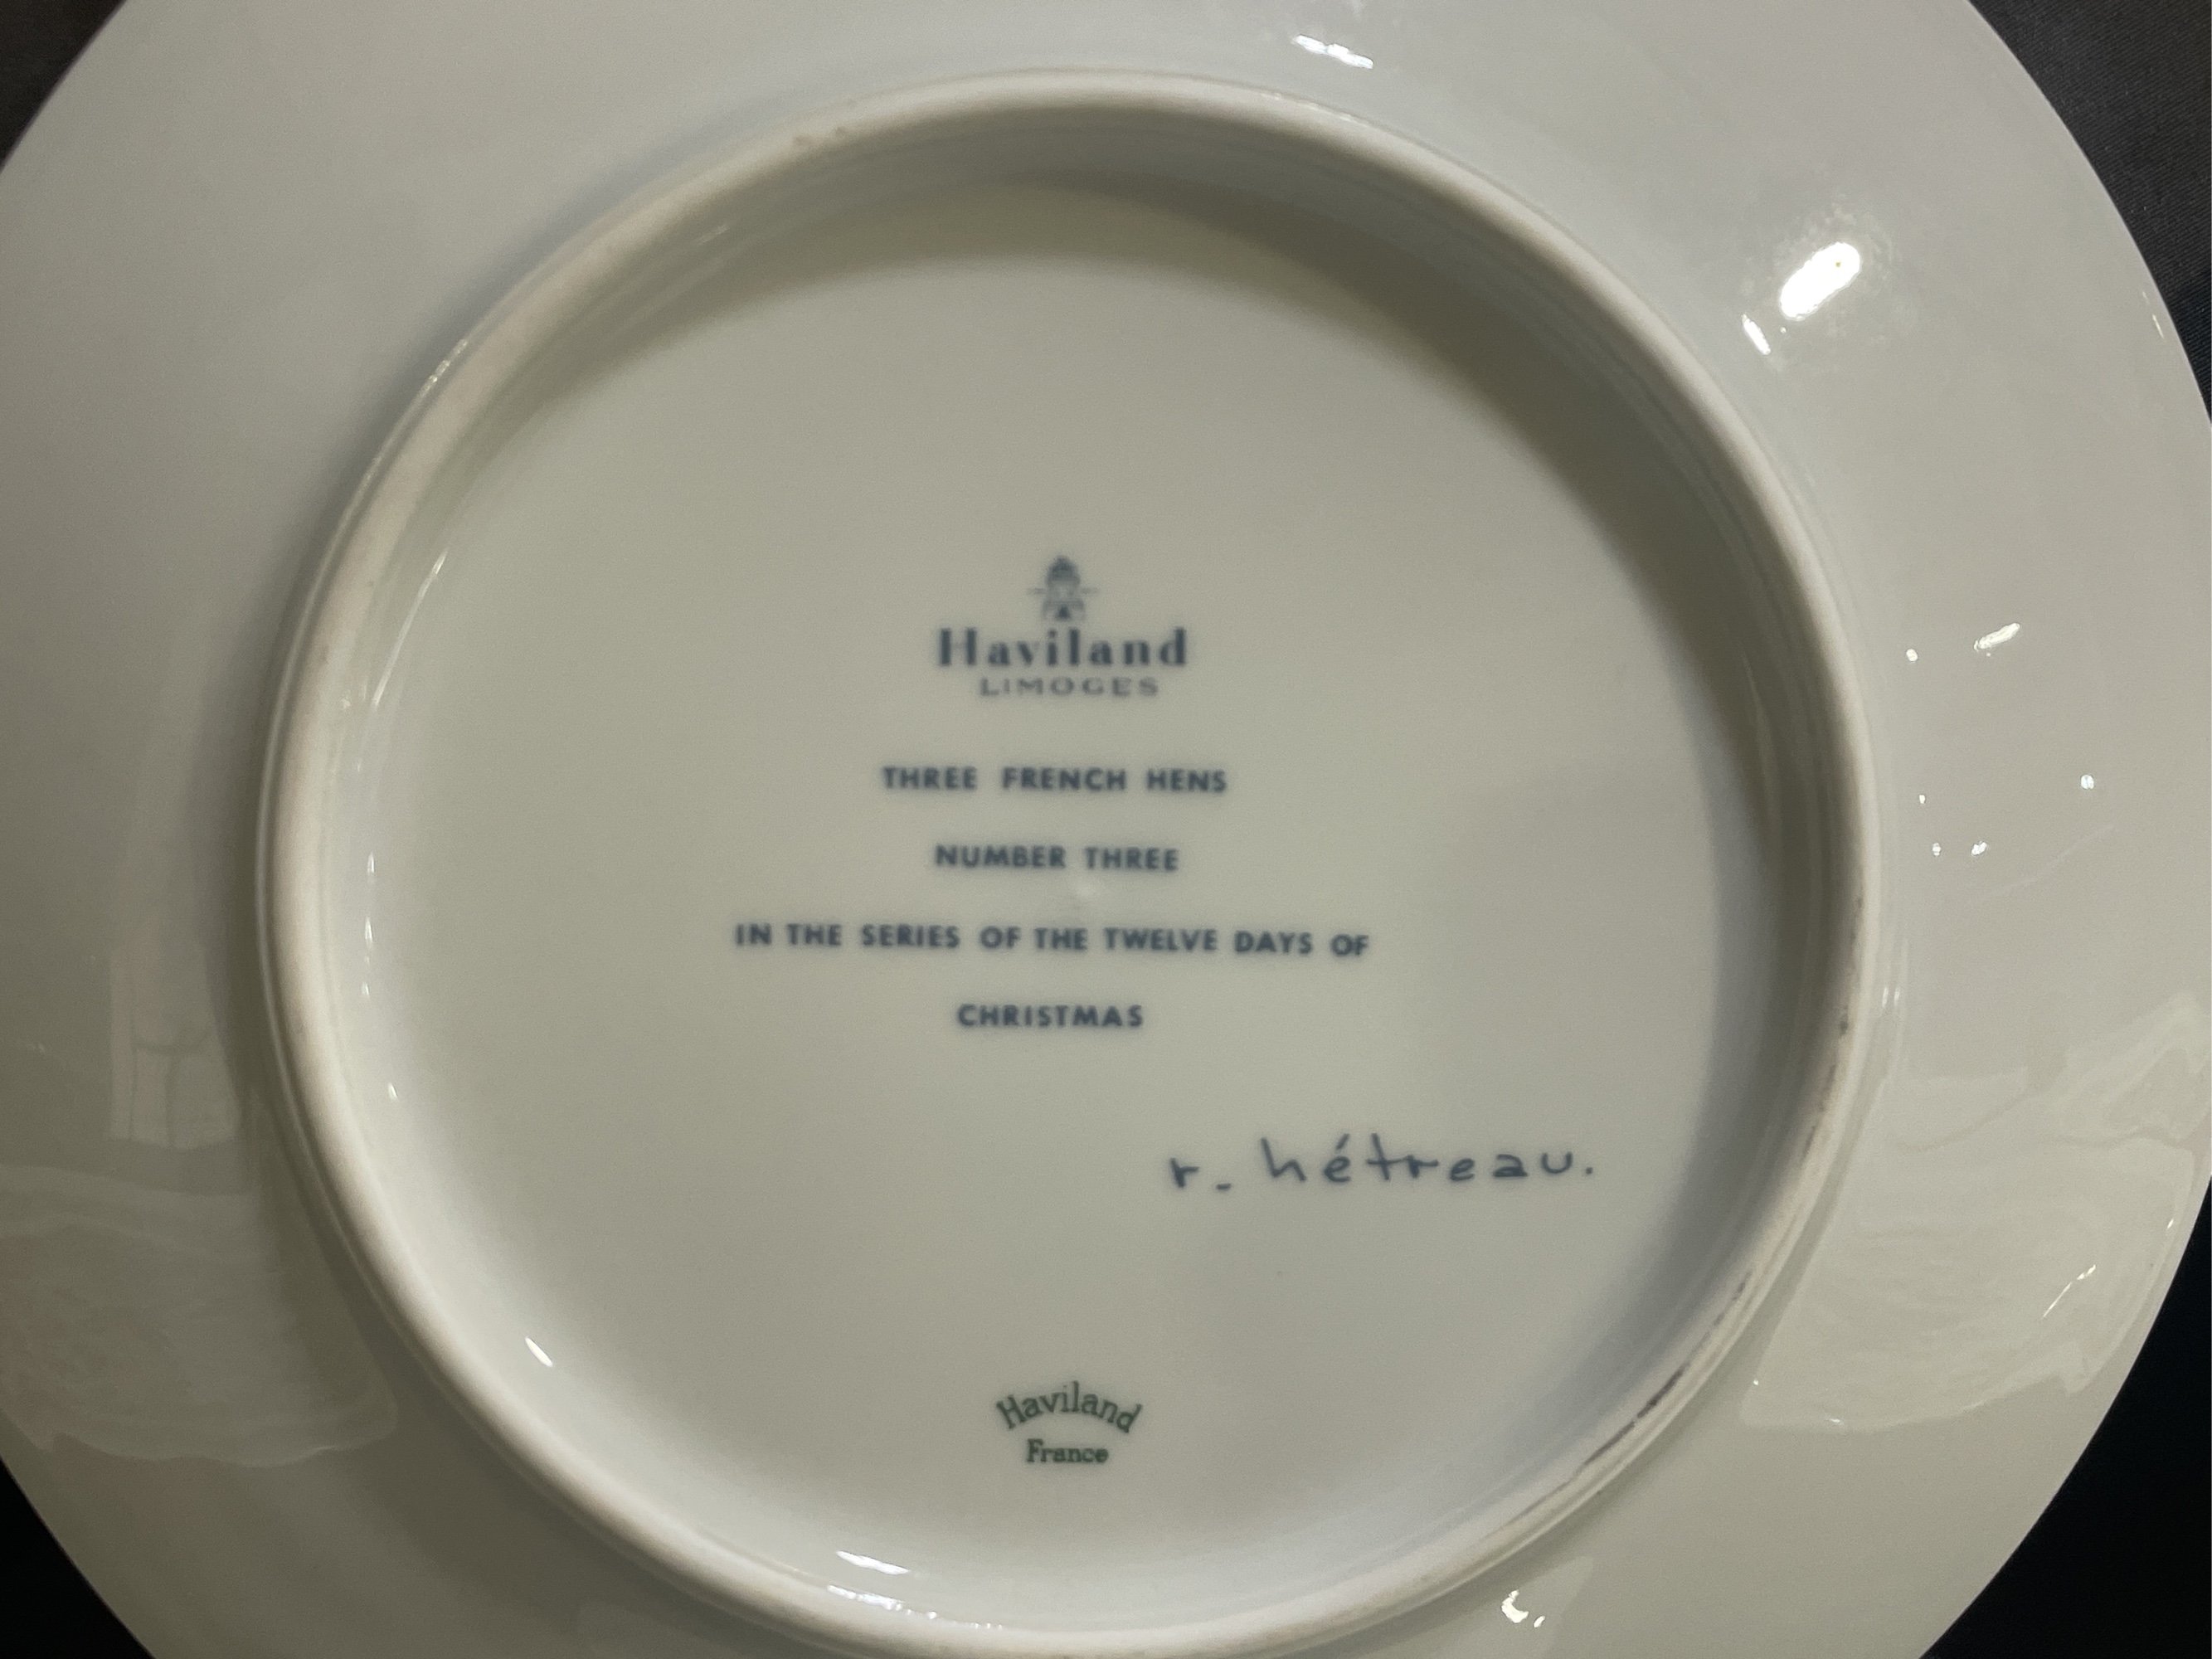 Haviland
LIMOGES
THREE FRENCH HENS
NUMBER THREE
IN THE SERIES OF THE TWELVE DAYS OF
CHRISTMAS
r. hétreau.
Haviland
France